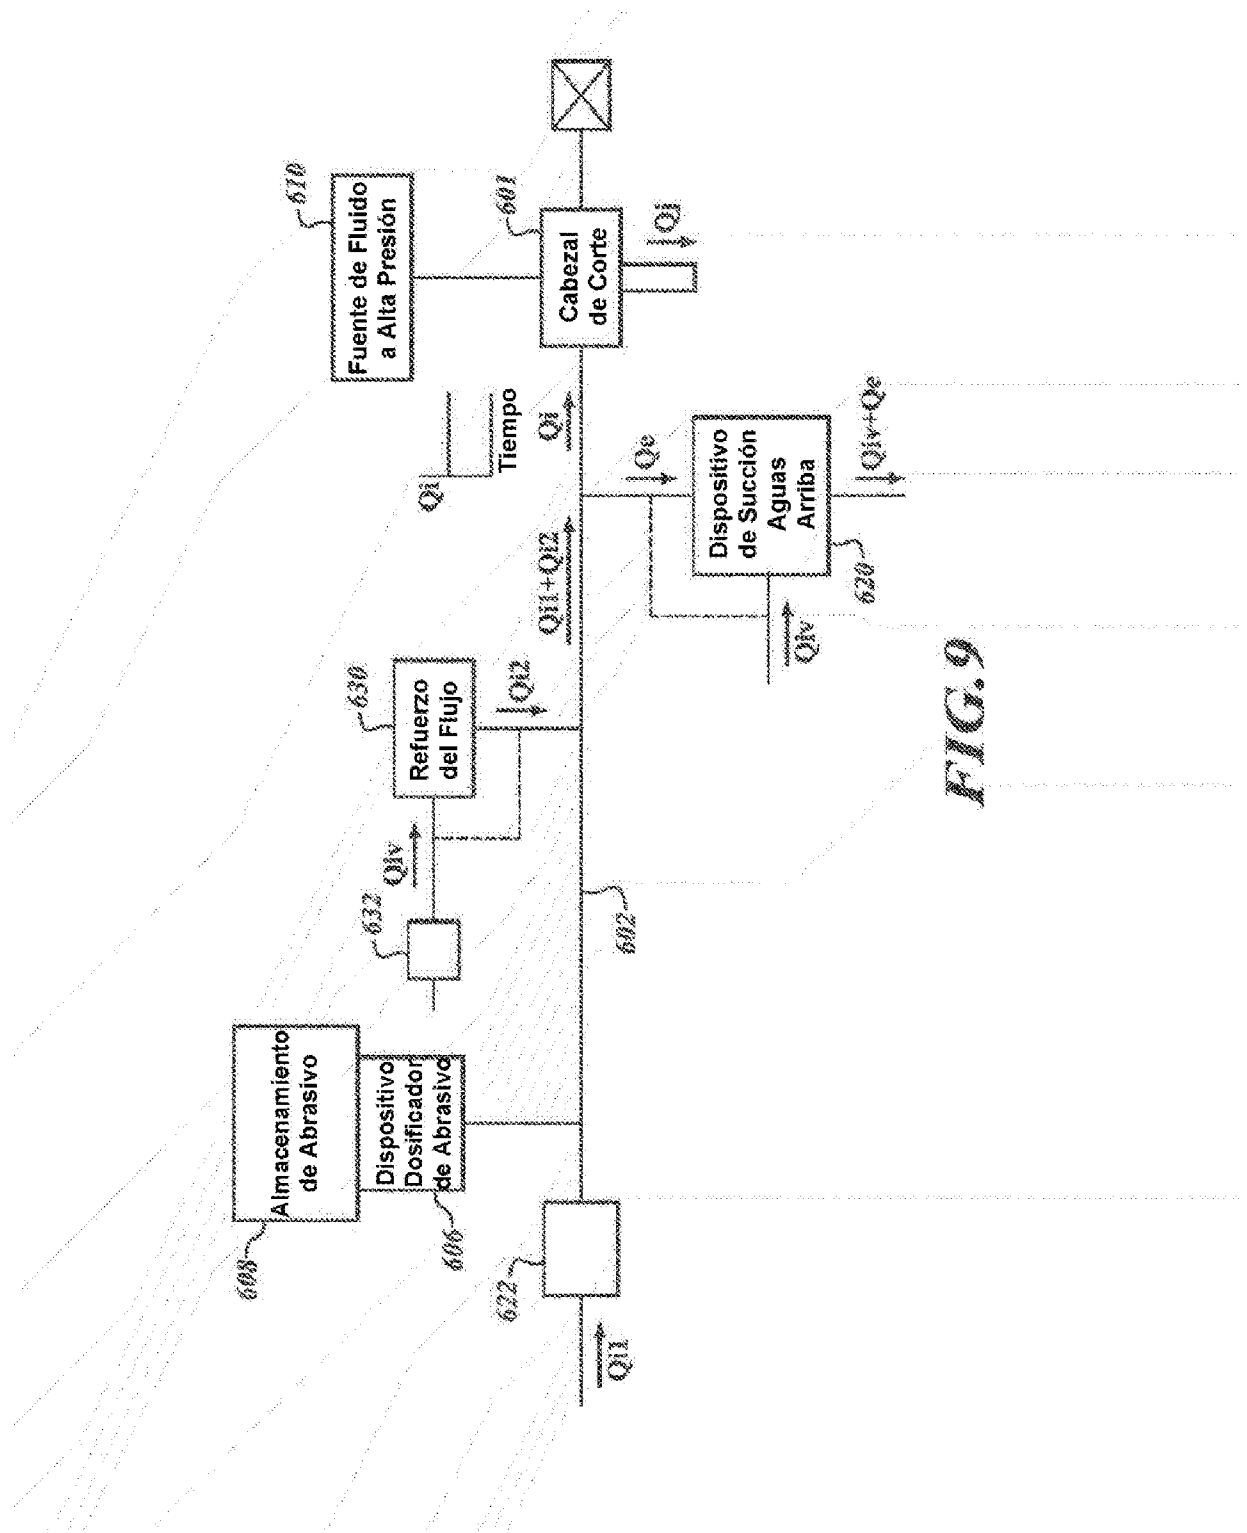 610
Fuente de Fluido
a Alta Presión
601
Cabezal
de Corte
Qj
Qi
Tiempo
Qi
Qi1+Qi2
Qe
Dispositivo
de Succión
Aguas
Arriba
620
Qiv+Qe
Qiv
630
Refuerzo
del Flujo
Qi2
Qiv
632
602
Almacenamiento
de Abrasivo
608
Dispositivo
Dosificador
de Abrasivo
606
622
Qi1
FIG.9